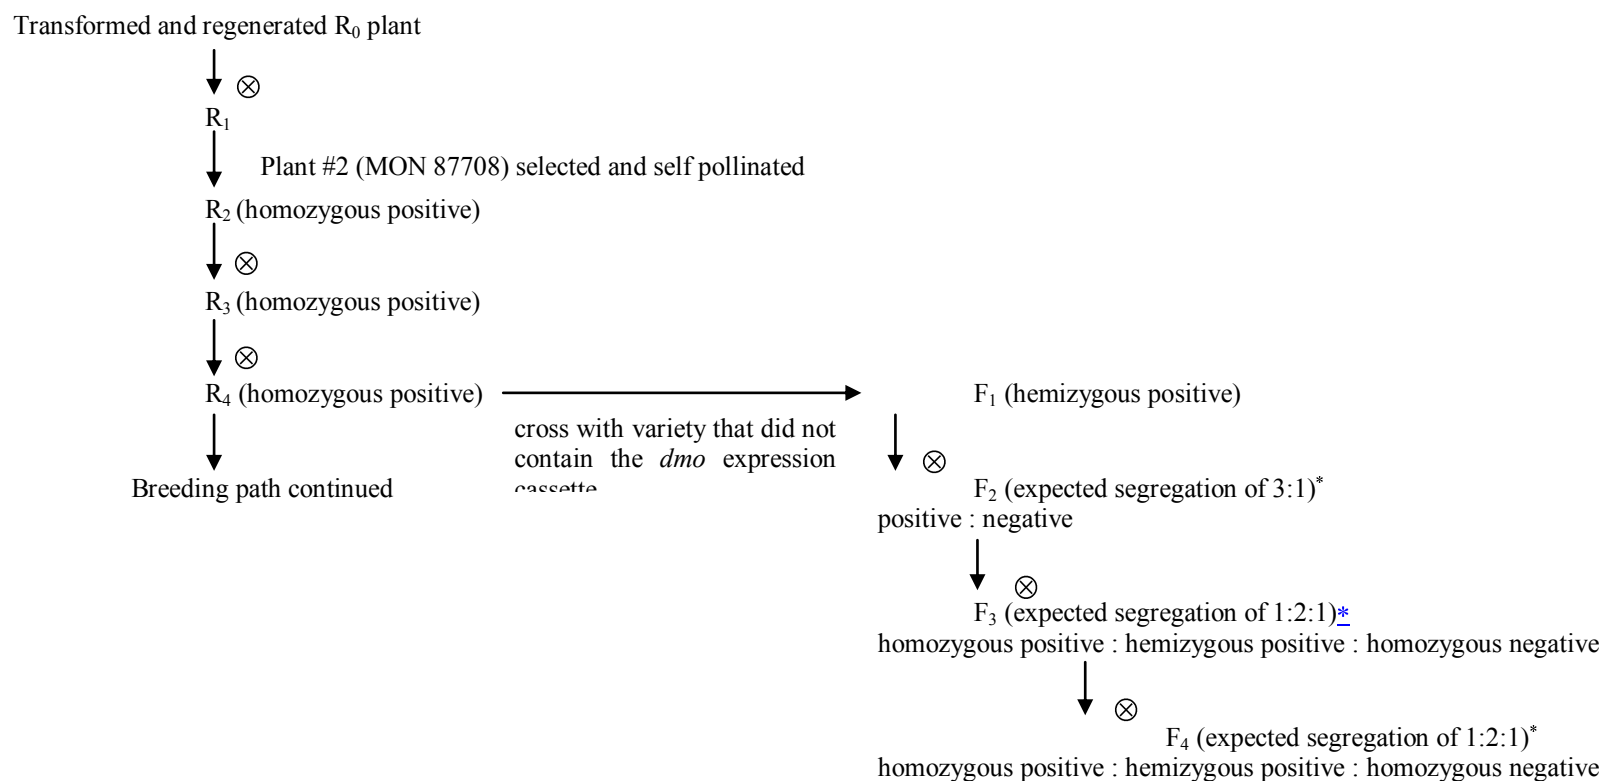 Transformed and regenerated R₀ plant
⊗
R₁
Plant #2 (MON 87708) selected and self pollinated
R₂ (homozygous positive)
⊗
R₃ (homozygous positive)
⊗
R₄ (homozygous positive)
F₁ (hemizygous positive)
cross with variety that did not
contain the dmo expression
cassette
⊗
Breeding path continued
F₂ (expected segregation of 3:1)*
positive : negative
⊗
F₃ (expected segregation of 1:2:1)*
homozygous positive : hemizygous positive : homozygous negative
⊗
F₄ (expected segregation of 1:2:1)*
homozygous positive : hemizygous positive : homozygous negative